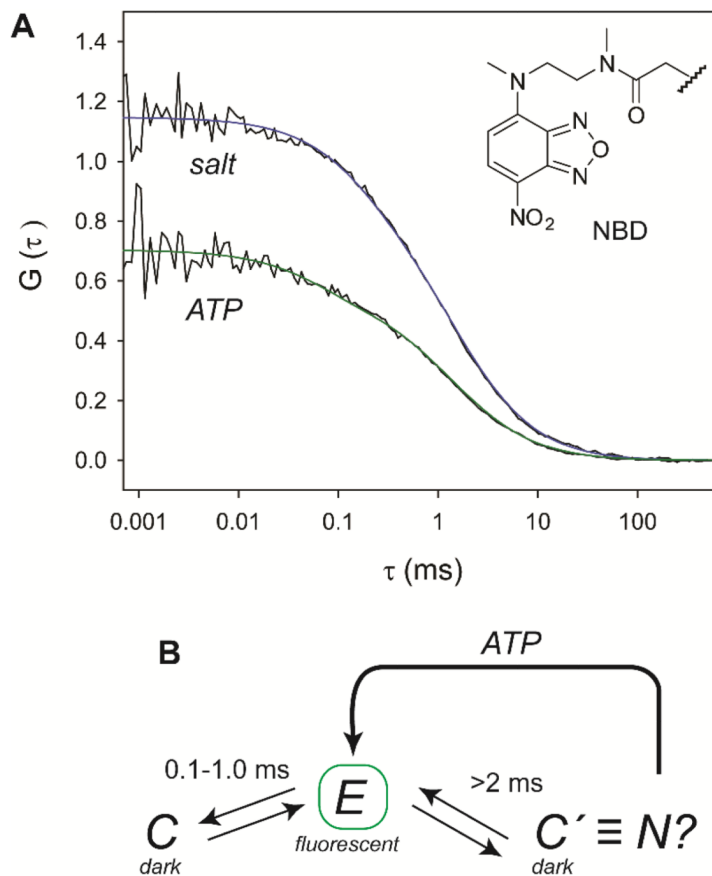 A
1.4
1.2
1.0
0.8
0.6
0.4
0.2
0.0
G (τ)
salt
ATP
N
N
O
O
N
N
O
NO2
NBD
0.001
0.01
0.1
1
10
100
τ (ms)
B
ATP
0.1-1.0 ms
>2 ms
C
E
C´ ≡ N?
dark
fluorescent
dark